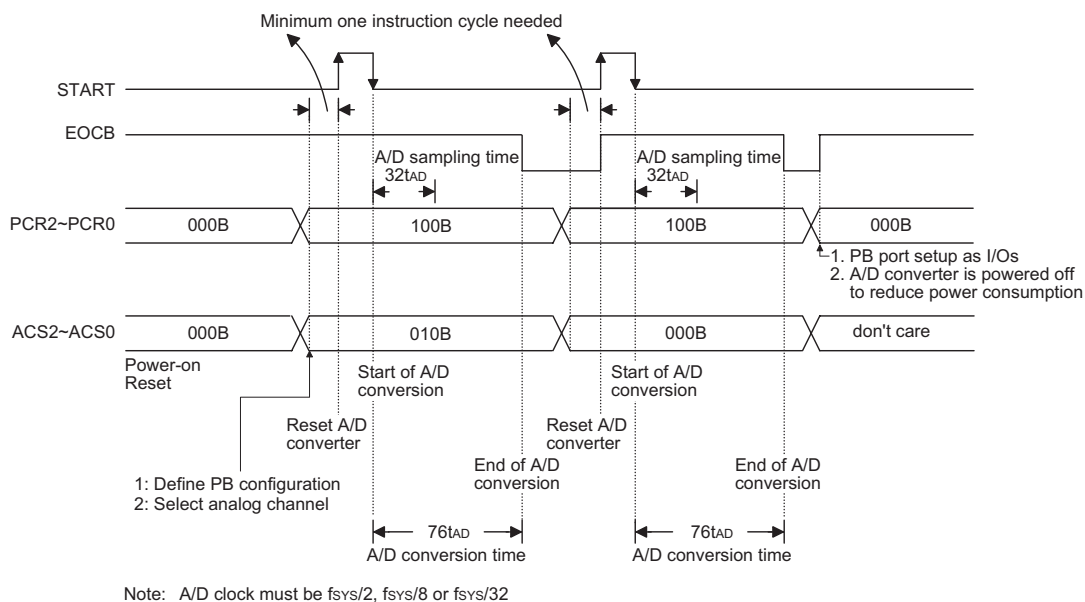 Minimum one instruction cycle needed
START
EOCB
A/D sampling time
32tAD
A/D sampling time
32tAD
PCR2~PCR0
000B
100B
100B
000B
1. PB port setup as I/Os
2. A/D converter is powered off
to reduce power consumption
ACS2~ACS0
000B
010B
000B
don't care
Power-on
Reset
Start of A/D
conversion
Start of A/D
conversion
Reset A/D
converter
Reset A/D
converter
1: Define PB configuration
2: Select analog channel
End of A/D
conversion
End of A/D
conversion
76tAD
A/D conversion time
76tAD
A/D conversion time
Note: A/D clock must be fSYS/2, fSYS/8 or fSYS/32